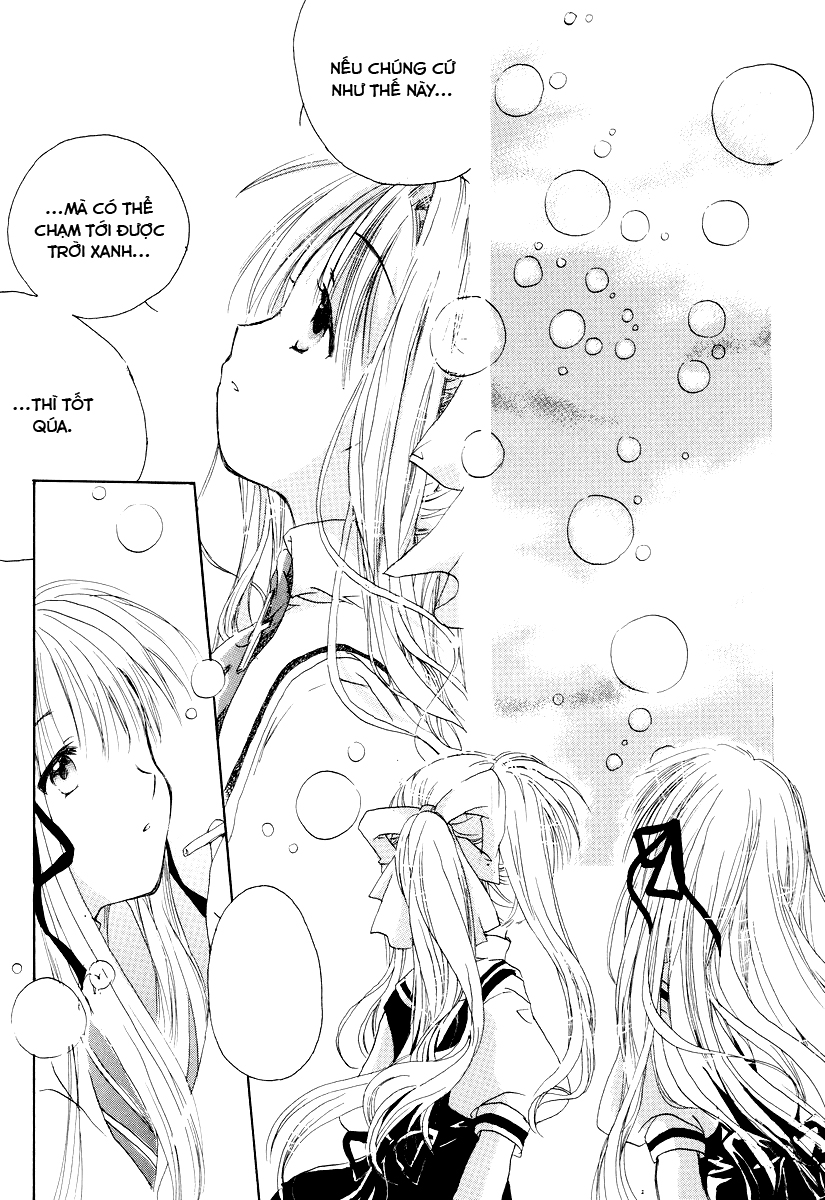 NẾU CHÚNG CỨ
NHƯ THẾ NÀY...
...MÀ CÓ THỂ
CHẠM TỚI ĐƯỢC
TRỜI XANH...
...THÌ TỐT
QÚA.